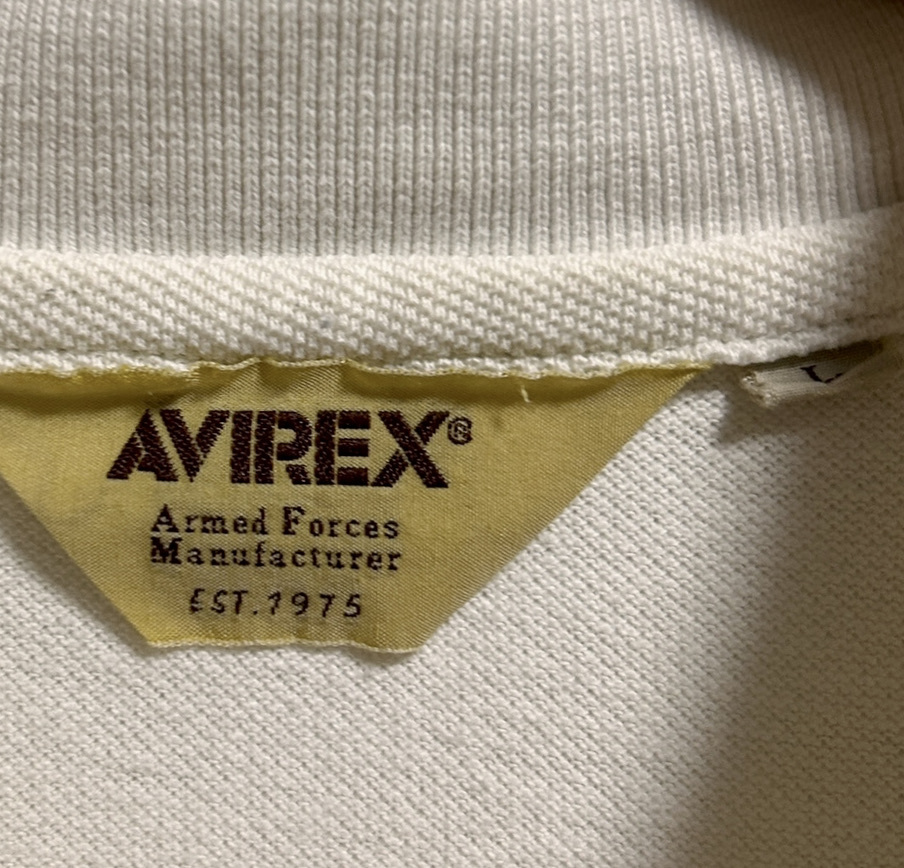 AVIREX®
Armed Forces
Manufacturer
EST.1975